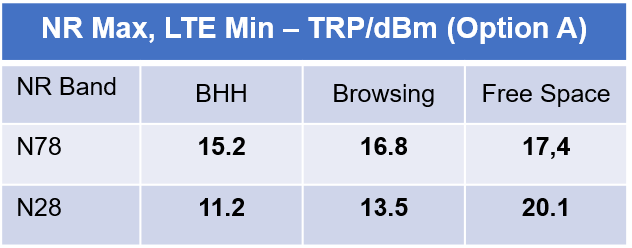 NR Max, LTE Min – TRP/dBm (Option A)
NR Band BHH Browsing Free Space
N78 15.2 16.8 17,4
N28 11.2 13.5 20.1